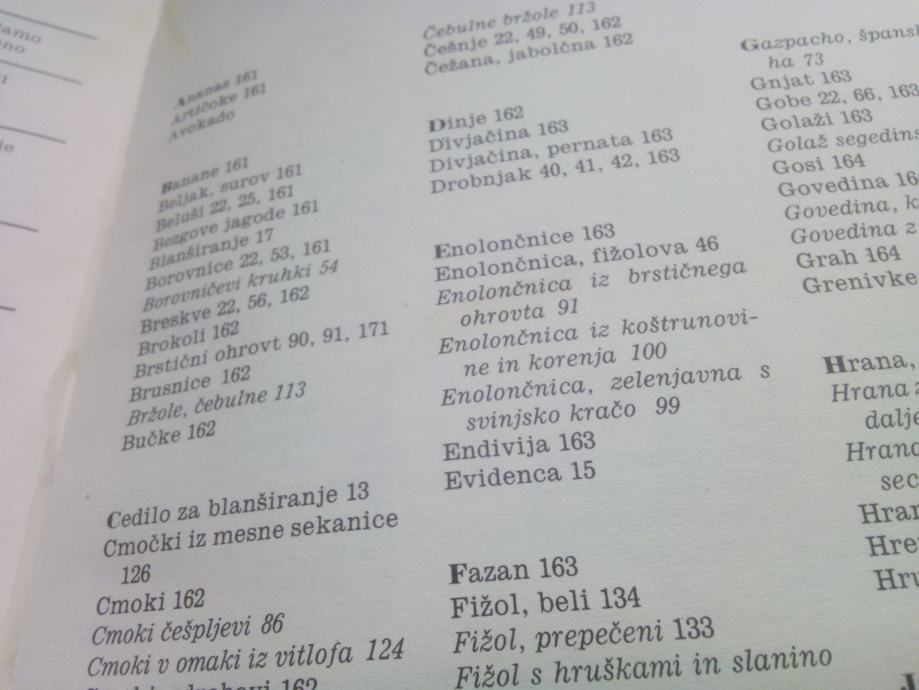 Ananas 161
Artičoke 161
Avokado
Banane 161
Beljak, surov 161
Beluši 22, 25, 161
Bezgove jagode 161
Blanširanje 17
Borovnice 22, 53, 161
Borovničevi kruhki 54
Breskve 22, 56, 162
Brokoli 162
Brstični ohrovt 90, 91, 171
Brusnice 162
Bržole, čebulne 113
Bučke 162
Cedilo za blanširanje 13
Cmočki iz mesne sekanice
126
Cmoki 162
Cmoki češpljevi 86
Cmoki v omaki iz vitlofa 124
162
Čebulne bržole 113
Češnje 22, 49, 50, 162
Čežana, jabolčna 162
Dinje 162
Divjačina 163
Divjačina, pernata 163
Drobnjak 40, 41, 42, 163
Enolončnice 163
Enolončnica, fižolova 46
Enolončnica iz brstičnega
ohrovta 91
Enolončnica iz koštrunovi-
ne in korenja 100
Enolončnica, zelenjavna s
svinjsko kračo 99
Endivija 163
Evidenca 15
Fazan 163
Fižol, beli 134
Fižol, prepečeni 133
Fižol s hruškami in slanino
Gazpacho, špansk
ha 73
Gnjat 163
Gobe 22, 66, 163
Golaži 163
Golaž segedins
Gosi 164
Govedina 16
Govedina, k
Govedina z
Grah 164
Grenivke
Hrana,
Hrana z
dalje
Hrana
sec
Hran
Hre
Hru